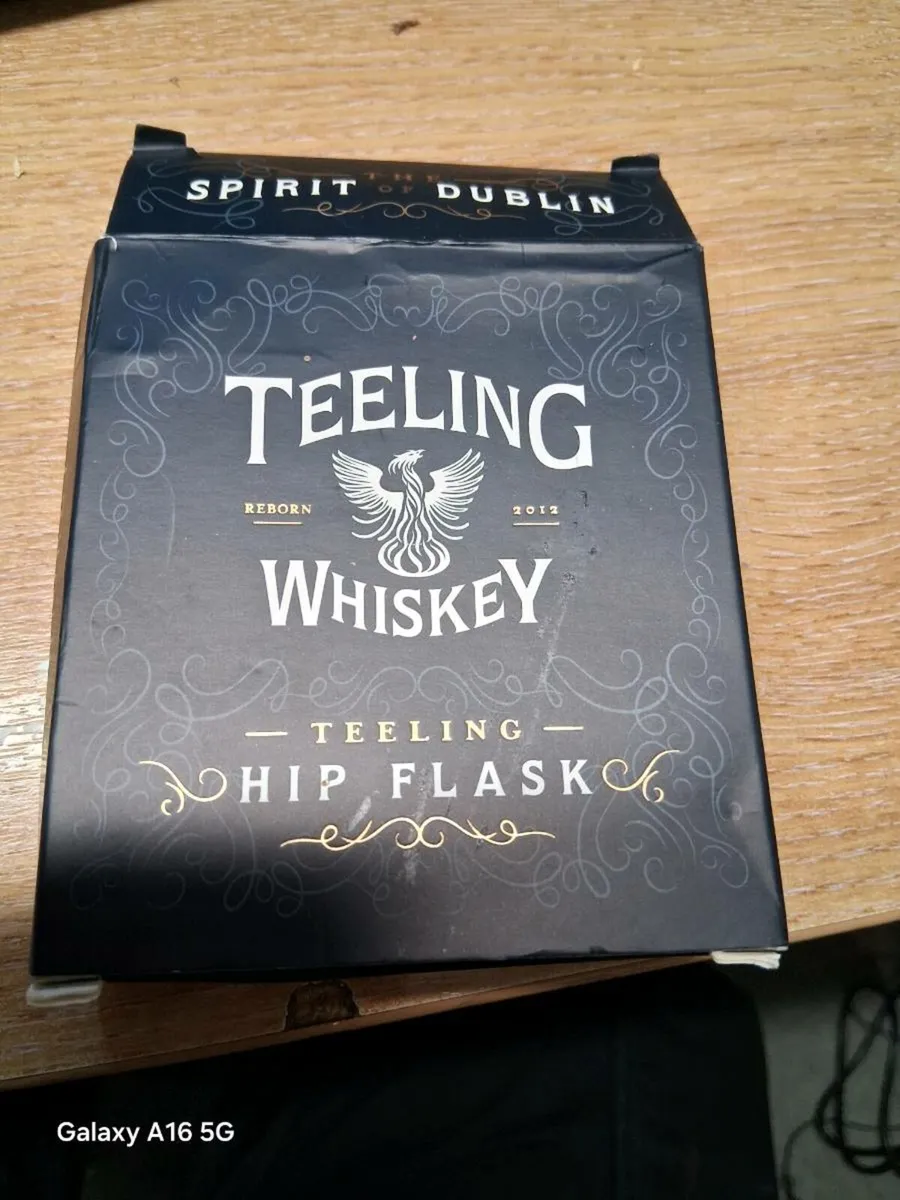 THE
SPIRIT OF DUBLIN
TEELING
REBORN 2012
WHISKEY
TEELING
HIP FLASK
Galaxy A16 5G